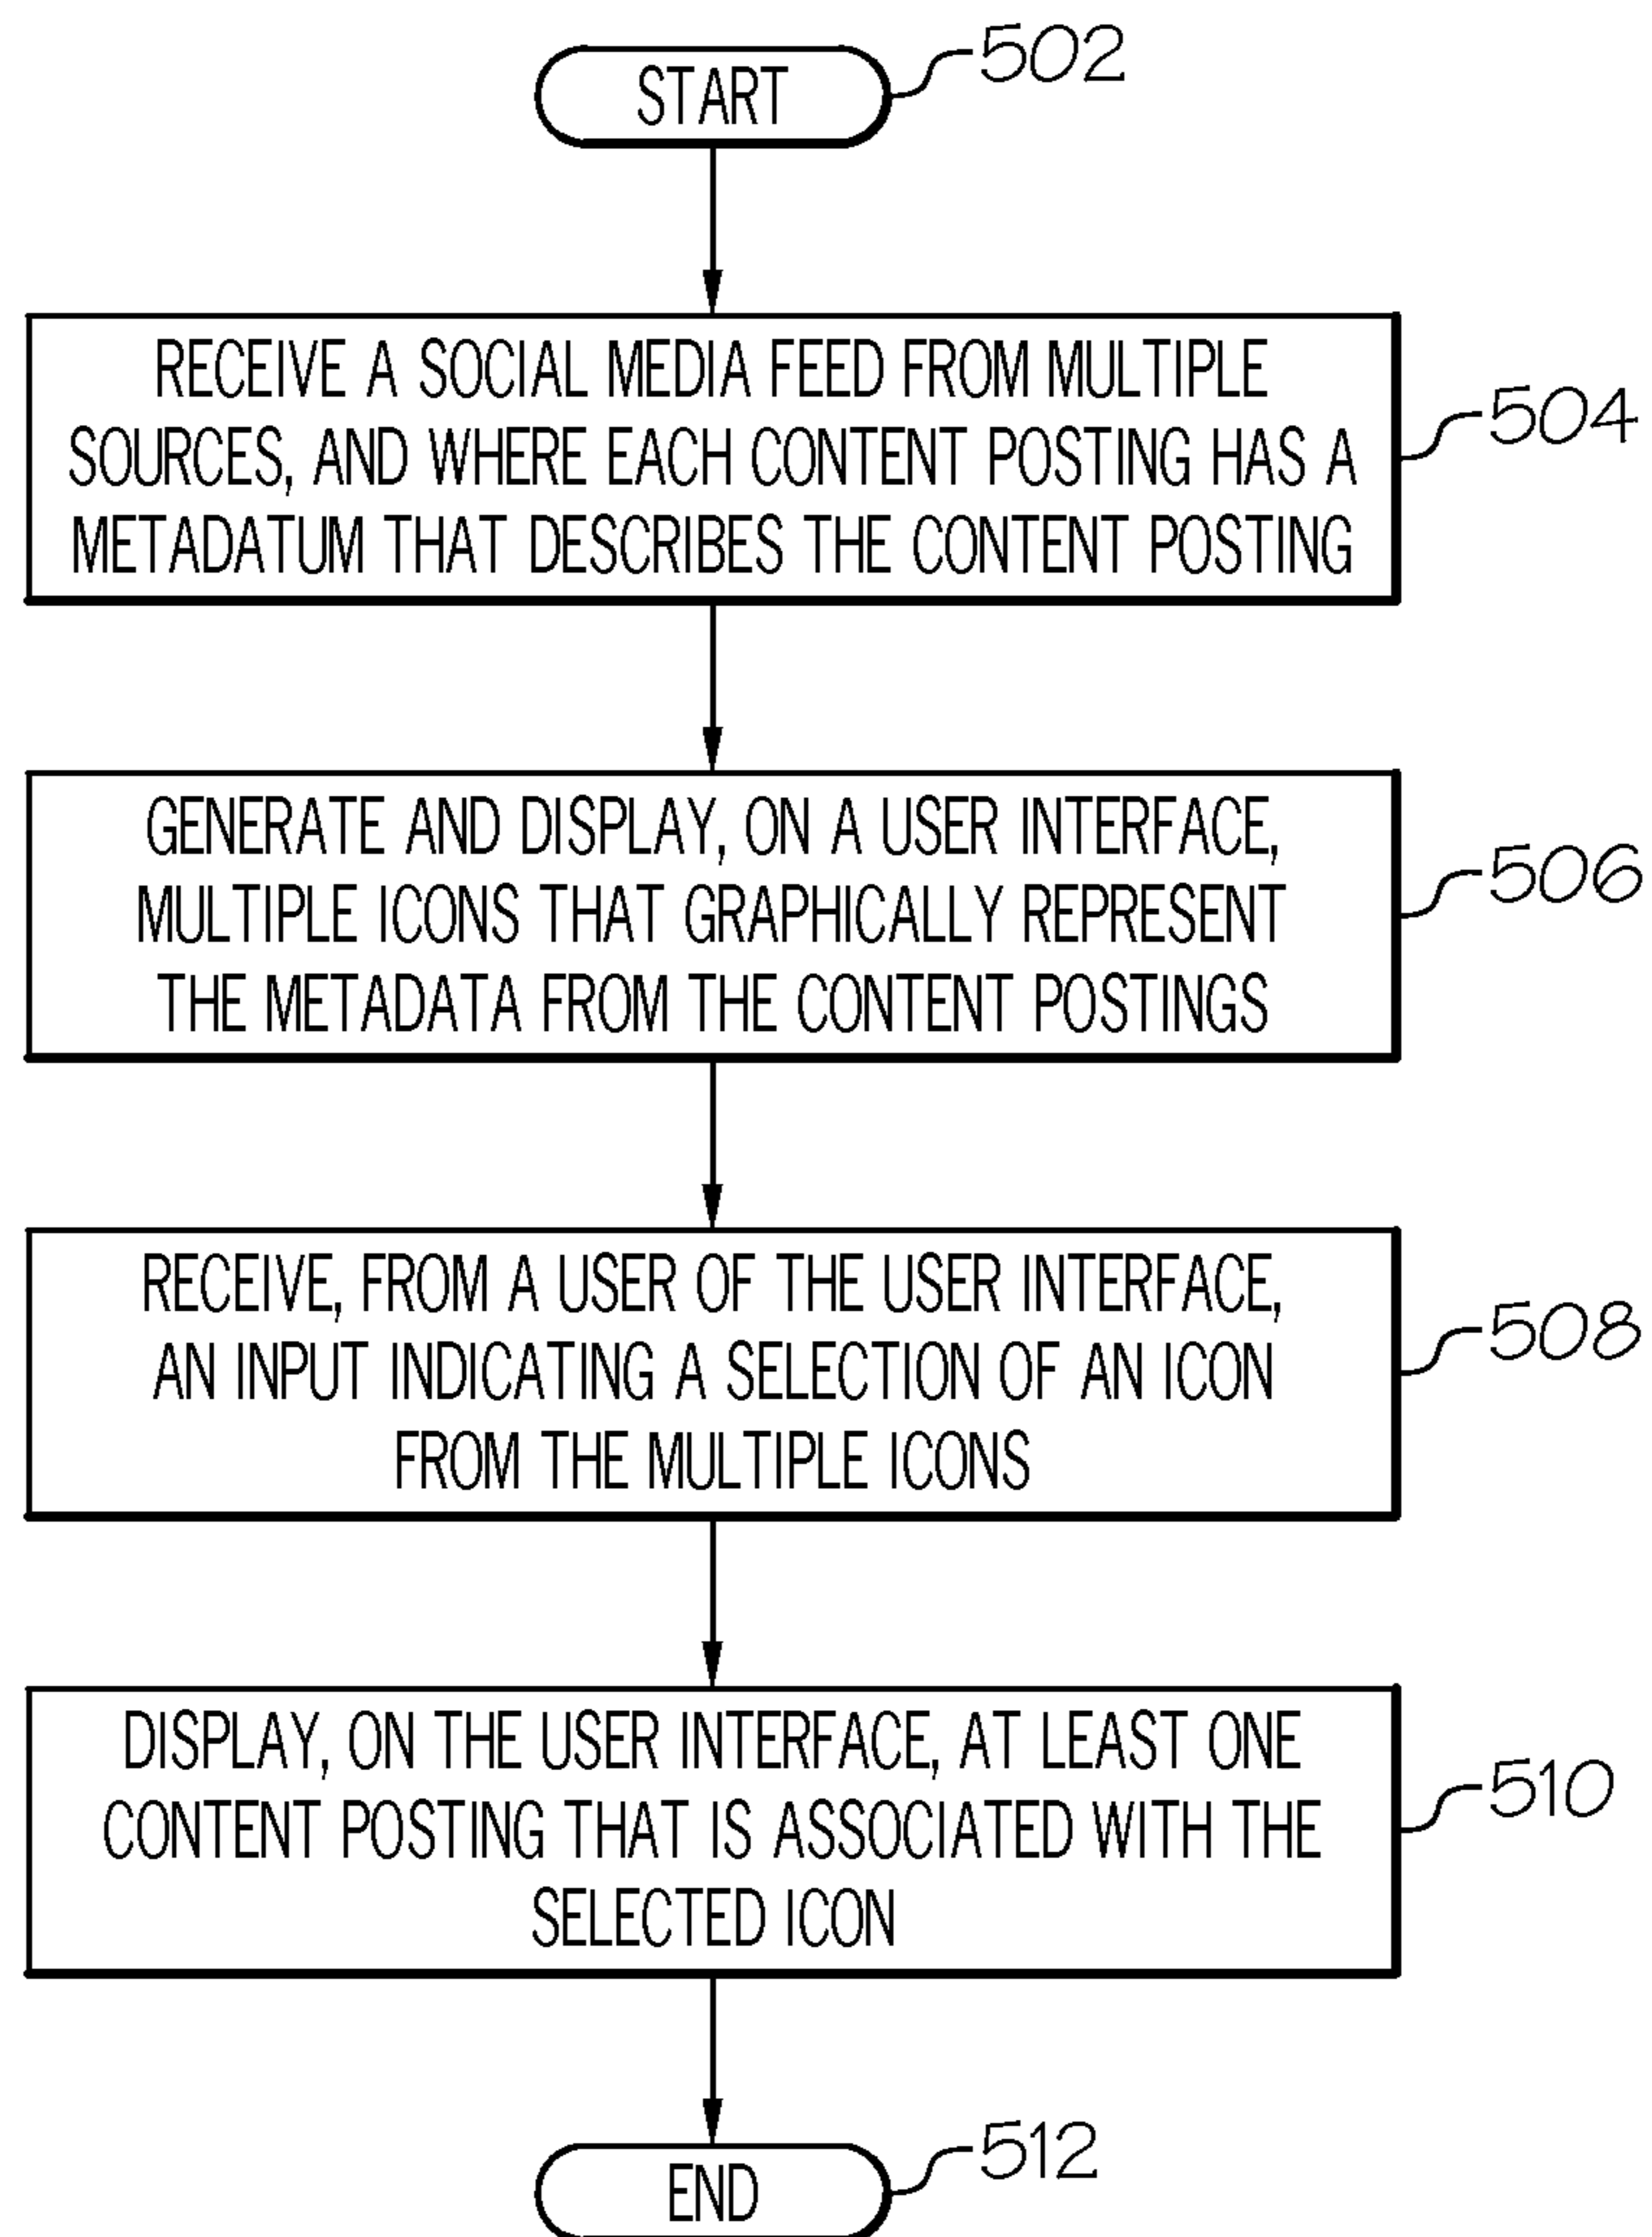 START
502
RECEIVE A SOCIAL MEDIA FEED FROM MULTIPLE
SOURCES, AND WHERE EACH CONTENT POSTING HAS A
METADATUM THAT DESCRIBES THE CONTENT POSTING
504
GENERATE AND DISPLAY, ON A USER INTERFACE,
MULTIPLE ICONS THAT GRAPHICALLY REPRESENT
THE METADATA FROM THE CONTENT POSTINGS
506
RECEIVE, FROM A USER OF THE USER INTERFACE,
AN INPUT INDICATING A SELECTION OF AN ICON
FROM THE MULTIPLE ICONS
508
DISPLAY, ON THE USER INTERFACE, AT LEAST ONE
CONTENT POSTING THAT IS ASSOCIATED WITH THE
SELECTED ICON
510
END
512